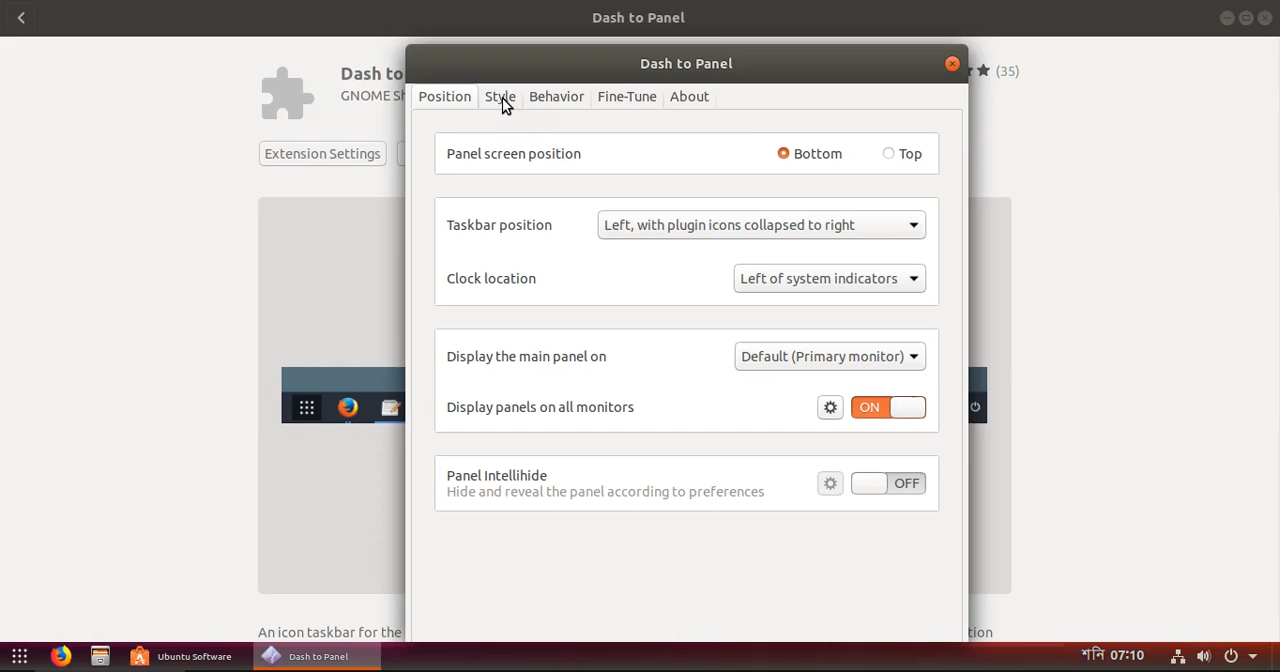 Dash to Panel
Dash to
(35)
GNOME Sh
Extension Settings
Dash to Panel
Position Style Behavior Fine-Tune About
Panel screen position Bottom Top
Taskbar position Left, with plugin icons collapsed to right
Clock location Left of system indicators
Display the main panel on Default (Primary monitor)
Display panels on all monitors ON
Panel Intellihide OFF
Hide and reveal the panel according to preferences
An icon taskbar for the
Ubuntu Software Dash to Panel শনি 07:10